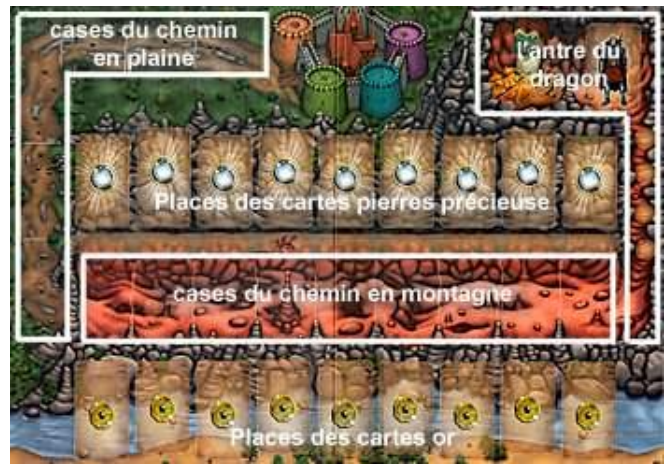 cases du chemin
en plaine
l'antre du
dragon
Places des cartes pierres précieuse
cases du chemin en montagne
Places des cartes or